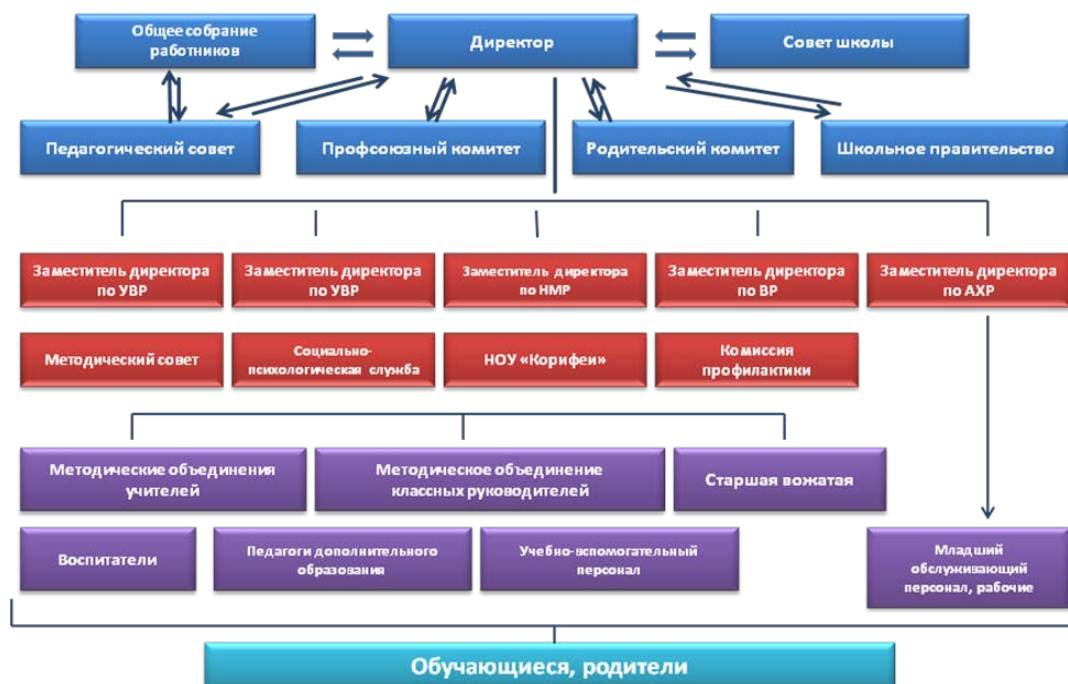 Общее собрание
работников
Директор
Совет школы
Педагогический совет
Профсоюзный комитет
Родительский комитет
Школьное правительство
Заместитель директора
по УВР
Заместитель директора
по УВР
Заместитель директора
по НМР
Заместитель директора
по ВР
Заместитель директора
по АХР
Методический совет
Социально-
психологическая служба
НОУ «Корифеи»
Комиссия
профилактики
Методические объединения
учителей
Методическое объединение
классных руководителей
Старшая вожатая
Воспитатели
Педагоги дополнительного
образования
Учебно-вспомогательный
персонал
Младший
обслуживающий
персонал, рабочие
Обучающиеся, родители